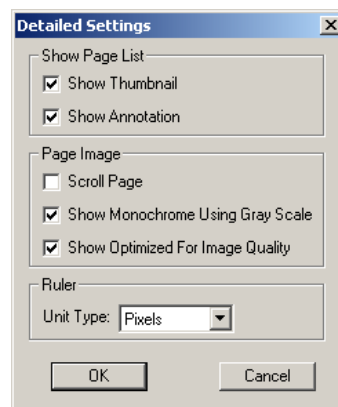 Detailed Settings
Show Page List
Show Thumbnail
Show Annotation
Page Image
Scroll Page
Show Monochrome Using Gray Scale
Show Optimized For Image Quality
Ruler
Unit Type: Pixels
OK Cancel